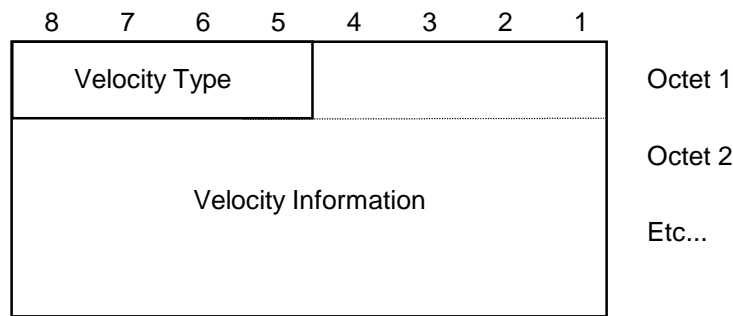 8 7 6 5 4 3 2 1
Velocity Type
Octet 1
Octet 2
Velocity Information
Etc...